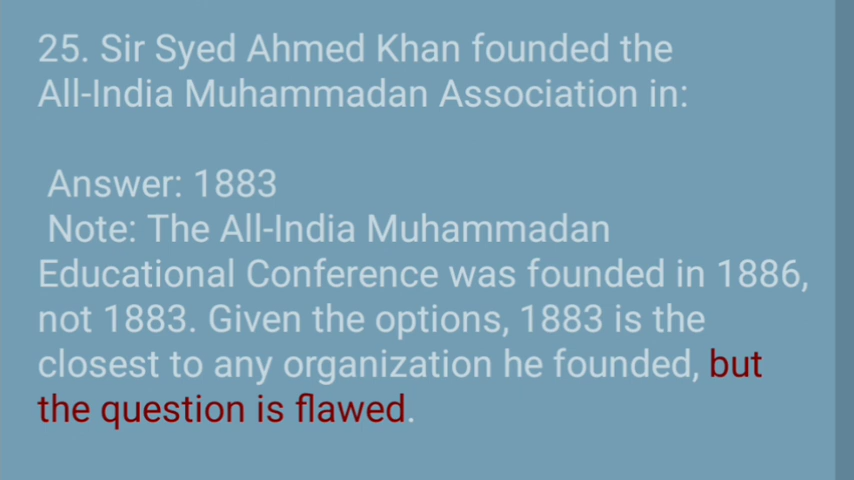 25. Sir Syed Ahmed Khan founded the
All-India Muhammadan Association in:
Answer: 1883
Note: The All-India Muhammadan
Educational Conference was founded in 1886,
not 1883. Given the options, 1883 is the
closest to any organization he founded, but
the question is flawed.